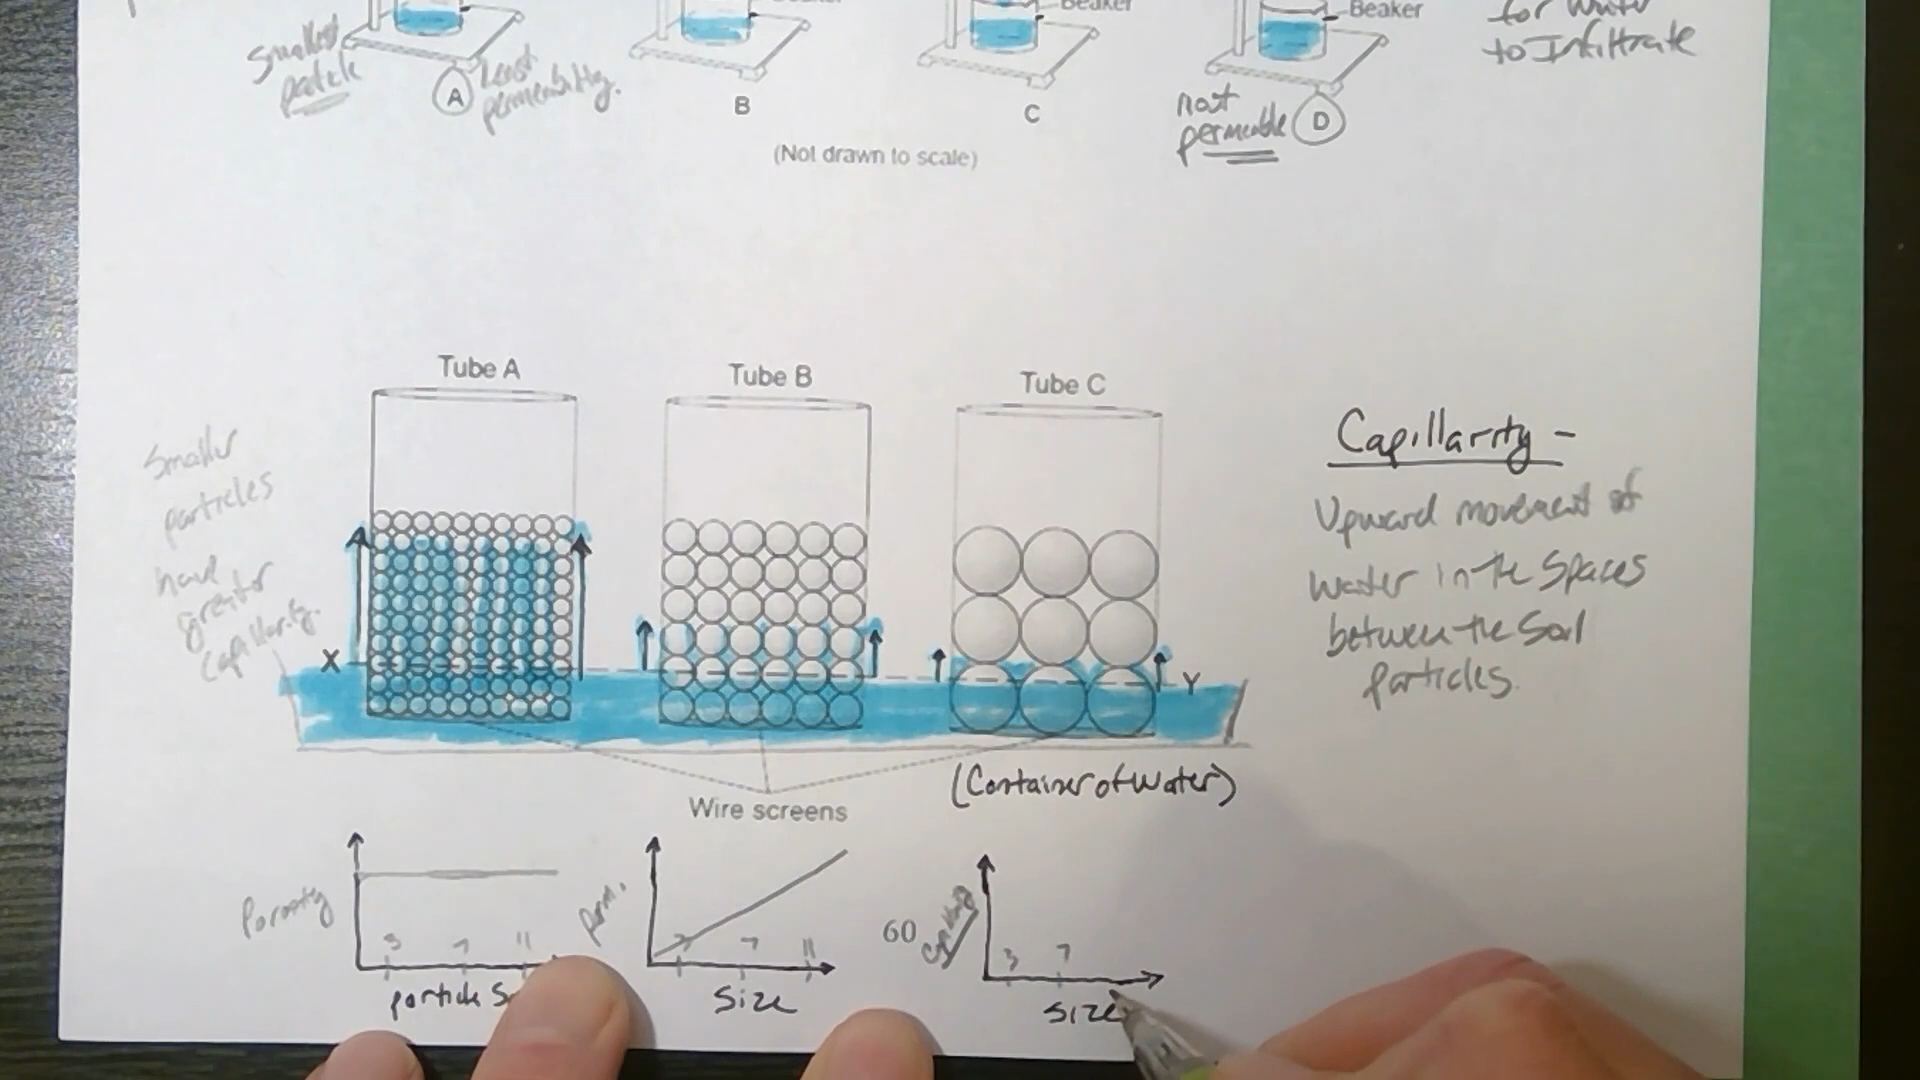 Beaker
Beaker
Beaker
for Water
to Infiltrate
Smallest
particle
A
Least
permeability.
B
C
most
permeable
D
(Not drawn to scale)
Tube A
Tube B
Tube C
Smaller
particles
have
greater
capillarity.
X
Y
Capillarity -
Upward movement of
water in the spaces
between the Soil
particles.
Wire screens
(Container of Water)
Porosity
3 7 11
particle S
Perm.
3 7 11
Size
60
Capillarity
3 7
Size